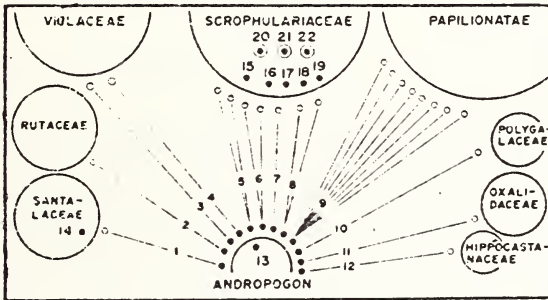 VIOLACEAE
SCROPHULARIACEAE
PAPILIONATAE
20 21 22
15 16 17 18 19
RUTACEAE
POLYGA-
LACEAE
SANTA-
LACEAE
14
OXALI-
DACEAE
HIPPOCASTA-
NACEAE
1 2 3 4 5 6 7 8 9 10 11 12
13
ANDROPOGON